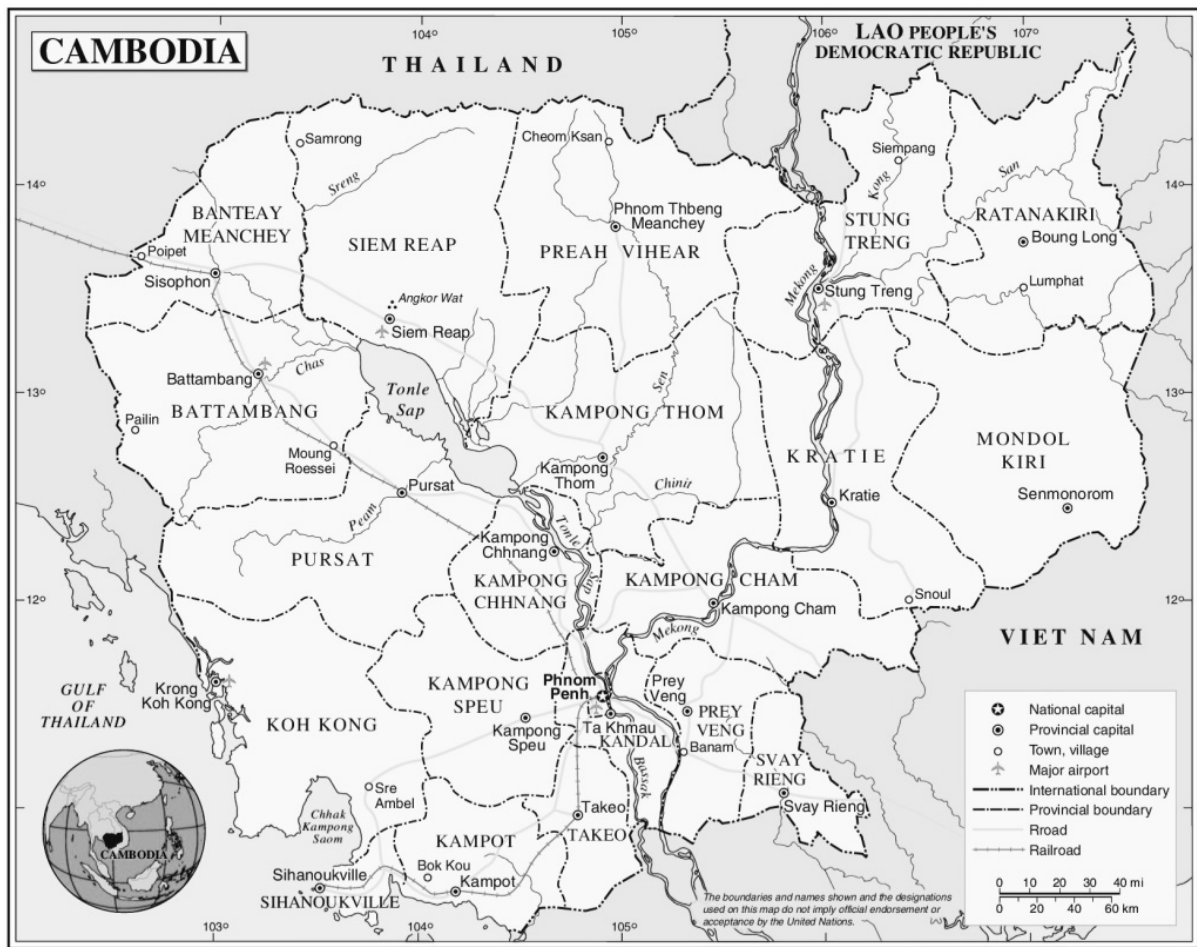 CAMBODIA
104°
105°
106°
107°
THAILAND
LAO PEOPLE'S
DEMOCRATIC REPUBLIC
Samrong
Cheom Ksan
Siempang
Sreng
Kong
San
14°
14°
BANTEAY
MEANCHEY
SIEM REAP
Phnom Thbeng
Meanchey
PREAH VIHEAR
STUNG
TRENG
RATANAKIRI
Boung Long
Poipet
Sisophon
Mekong
Stung Treng
Lumphat
Angkor Wat
Siem Reap
Battambang
Chas
Tonle
Sap
Sen
13°
13°
Pailin
BATTAMBANG
KAMPONG THOM
Moung
Roessei
Kampong
Thom
KRATIE
MONDOL
KIRI
Pursat
Chinit
Kratie
Senmonorom
Peam
Tonle
Sap
PURSAT
Kampong
Chhnang
KAMPONG
CHHNANG
KAMPONG CHAM
Kampong Cham
Snoul
12°
12°
Mekong
VIET NAM
GULF
OF
THAILAND
Krong
Koh Kong
KOH KONG
KAMPONG
SPEU
Kampong
Speu
Phnom
Penh
Ta Khmau
KANDAL
Prey
Veng
PREY
VENG
Banam
SVAY
RIENG
Svay Rieng
Bassak
Sre
Ambel
Chhak
Kampong
Saom
Takeo
TAKEO
KAMPOT
Bok Kou
Kampot
Sihanoukville
SIHANOUKVILLE
CAMBODIA
National capital
Provincial capital
Town, village
Major airport
International boundary
Provincial boundary
Rroad
Railroad
0 20 40 mi
0 20 40 60 km
The boundaries and names shown and the designations
used on this map do not imply official endorsement or
acceptance by the United Nations.
103°
104°
105°